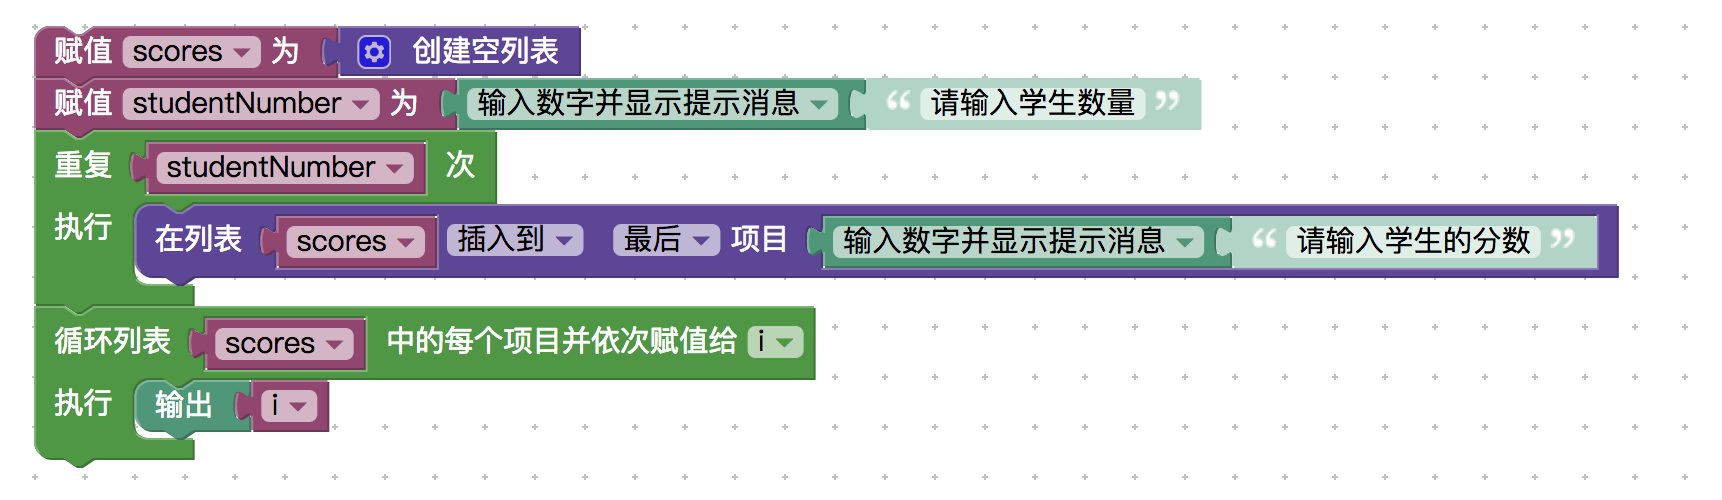 赋值 scores 为 创建空列表
赋值 studentNumber 为 输入数字并显示提示消息 “ 请输入学生数量 ”
重复 studentNumber 次
执行 在列表 scores 插入到 最后 项目 输入数字并显示提示消息 “ 请输入学生的分数 ”
循环列表 scores 中的每个项目并依次赋值给 i
执行 输出 i